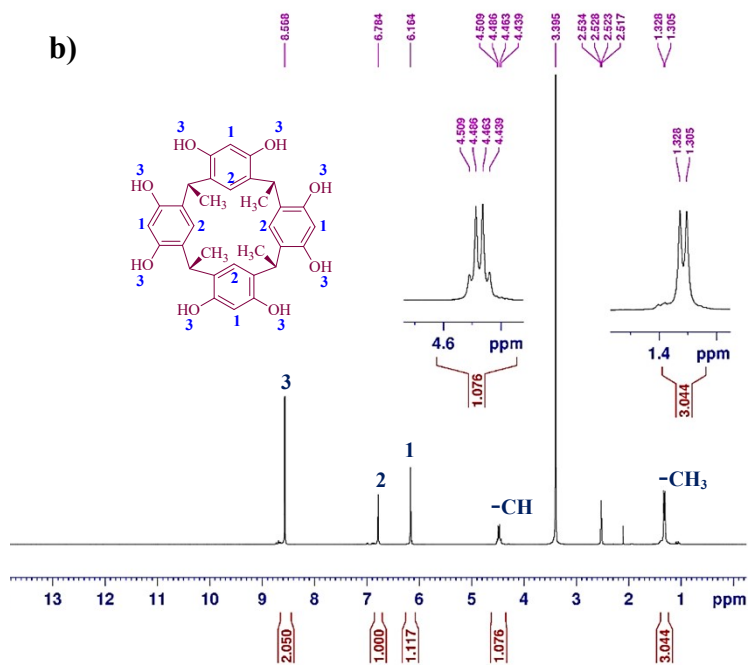 b)
8.568
6.784
6.164
4.509
4.486
4.463
4.439
3.395
2.534
2.528
2.523
2.517
1.328
1.305
4.509
4.486
4.463
4.439
1.328
1.305
3 1 3
HO OH
3 3
HO 2 OH
CH₃ H₃C
1 2 2 1
CH₃ H₃C
HO OH
3 2 3
HO OH
3 1 3
4.6 ppm
1.076
1.4 ppm
3.044
3
2
1
-CH
-CH₃
13 12 11 10 9 8 7 6 5 4 3 2 1 ppm
2.050
1.000
1.117
1.076
3.044